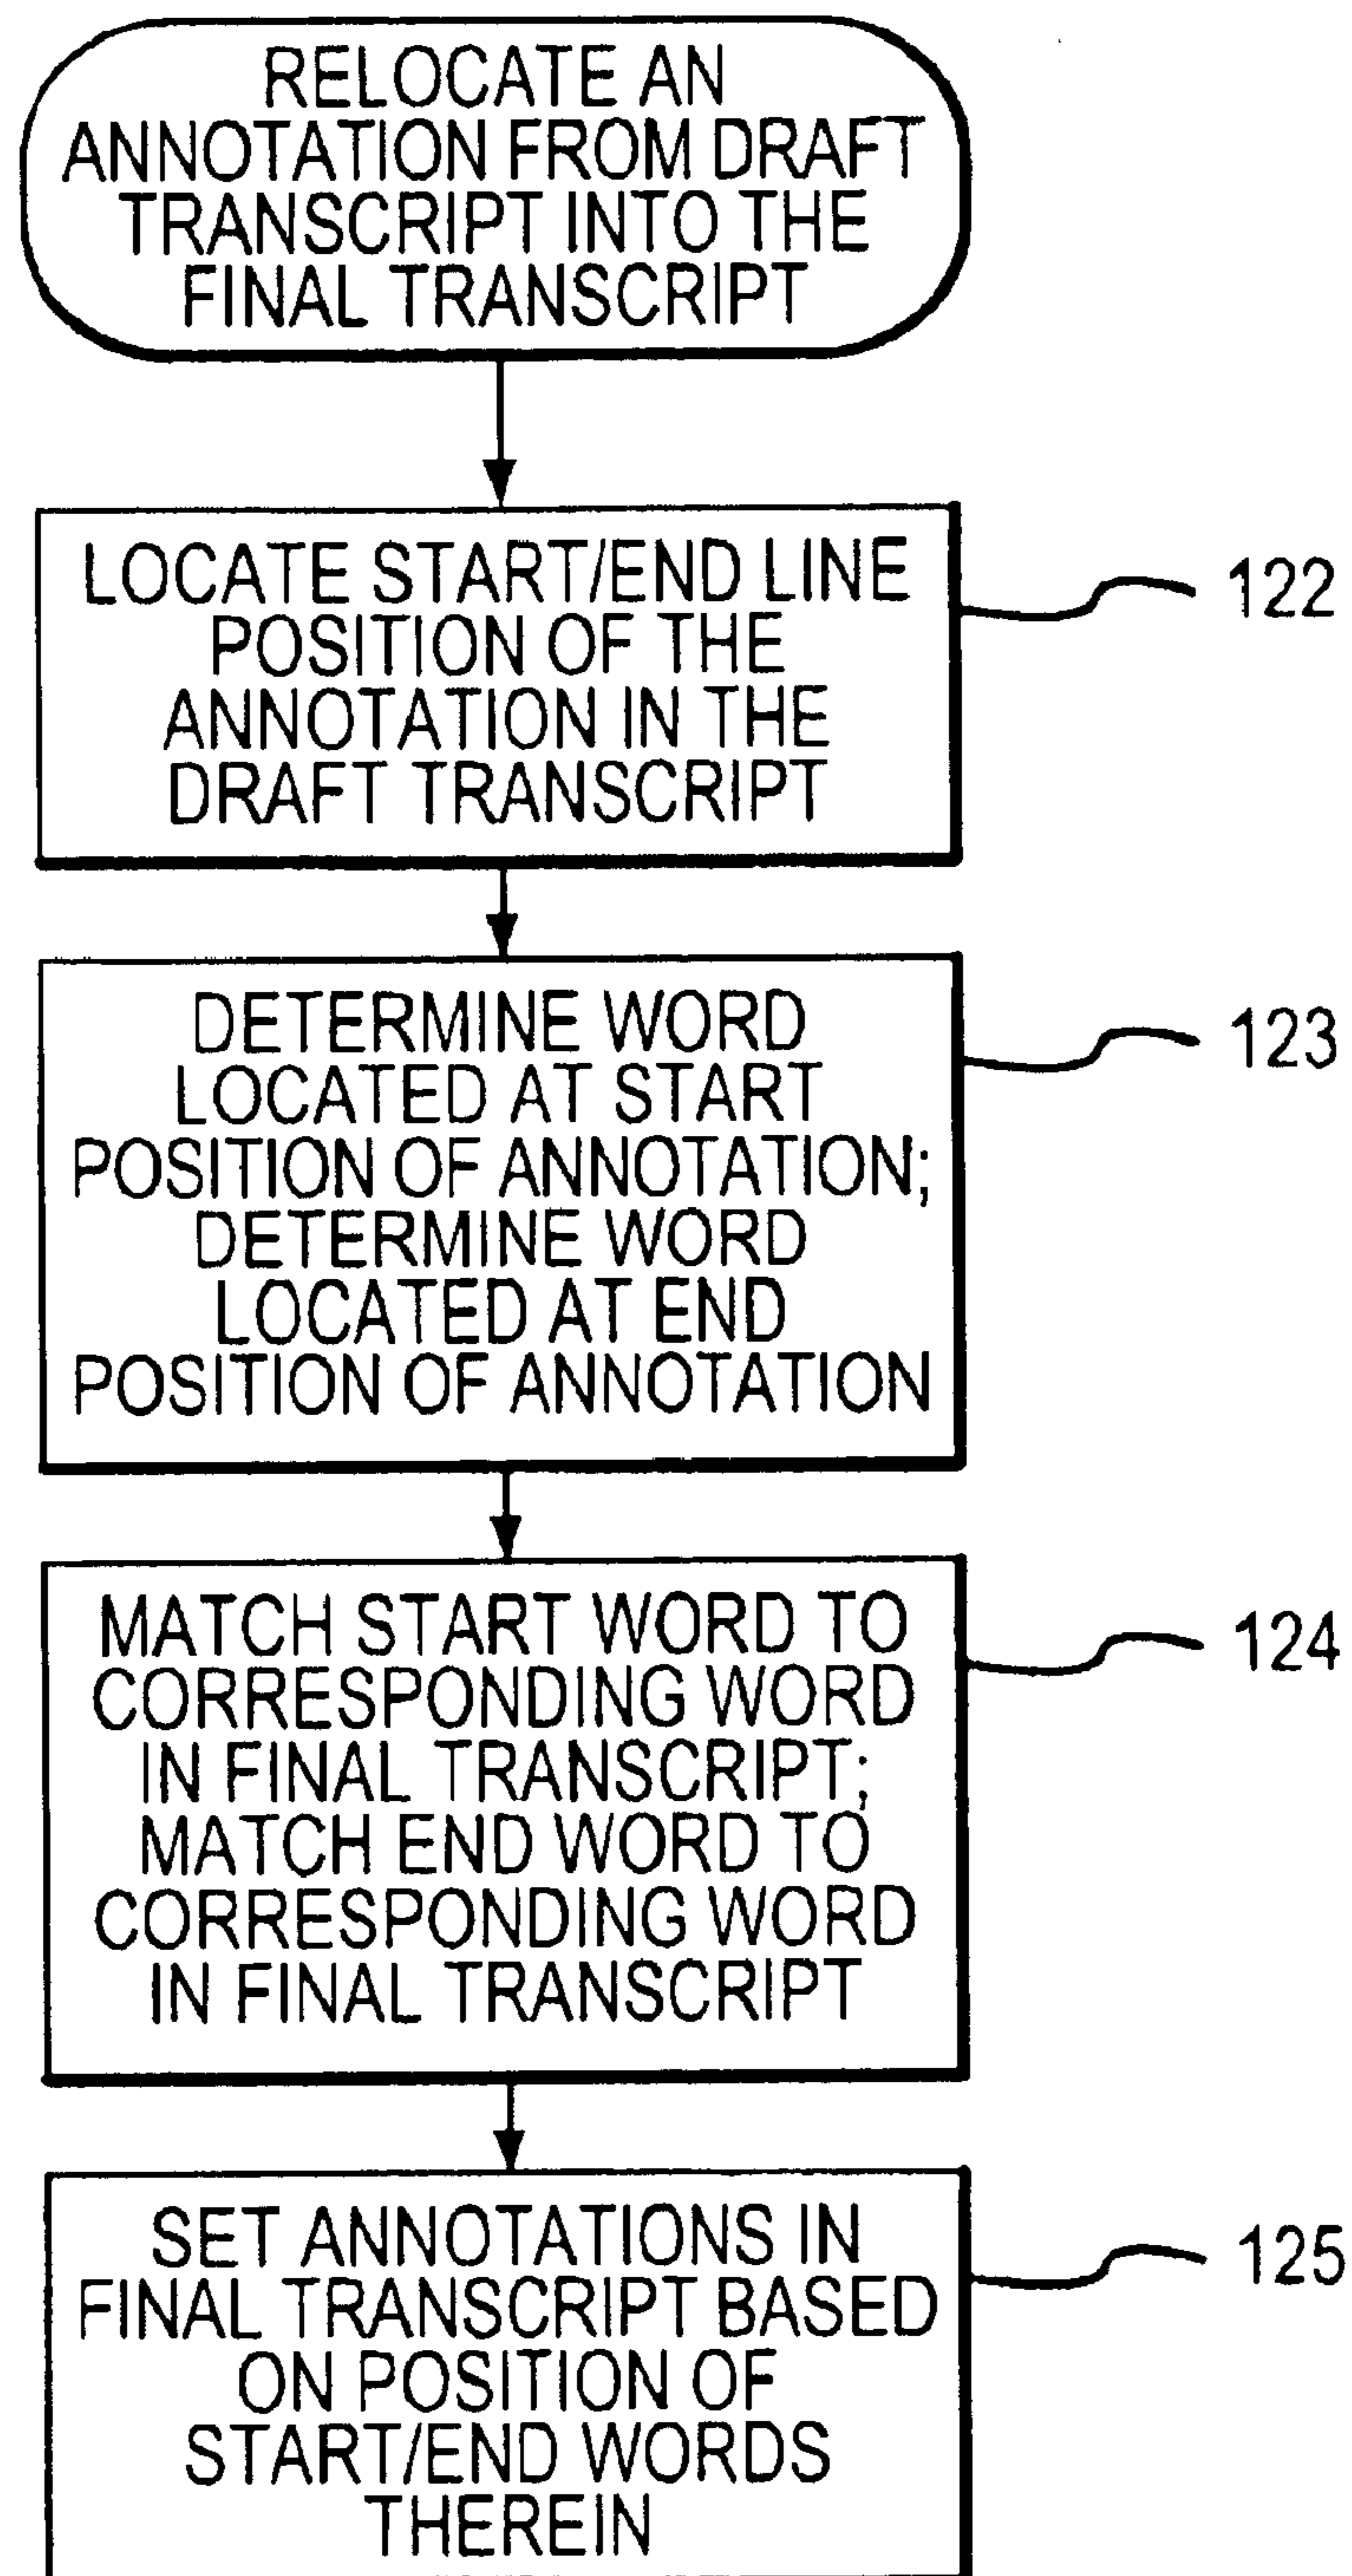 RELOCATE AN
ANNOTATION FROM DRAFT
TRANSCRIPT INTO THE
FINAL TRANSCRIPT
LOCATE START/END LINE
POSITION OF THE
ANNOTATION IN THE
DRAFT TRANSCRIPT
122
DETERMINE WORD
LOCATED AT START
POSITION OF ANNOTATION;
DETERMINE WORD
LOCATED AT END
POSITION OF ANNOTATION
123
MATCH START WORD TO
CORRESPONDING WORD
IN FINAL TRANSCRIPT;
MATCH END WORD TO
CORRESPONDING WORD
IN FINAL TRANSCRIPT
124
SET ANNOTATIONS IN
FINAL TRANSCRIPT BASED
ON POSITION OF
START/END WORDS
THEREIN
125